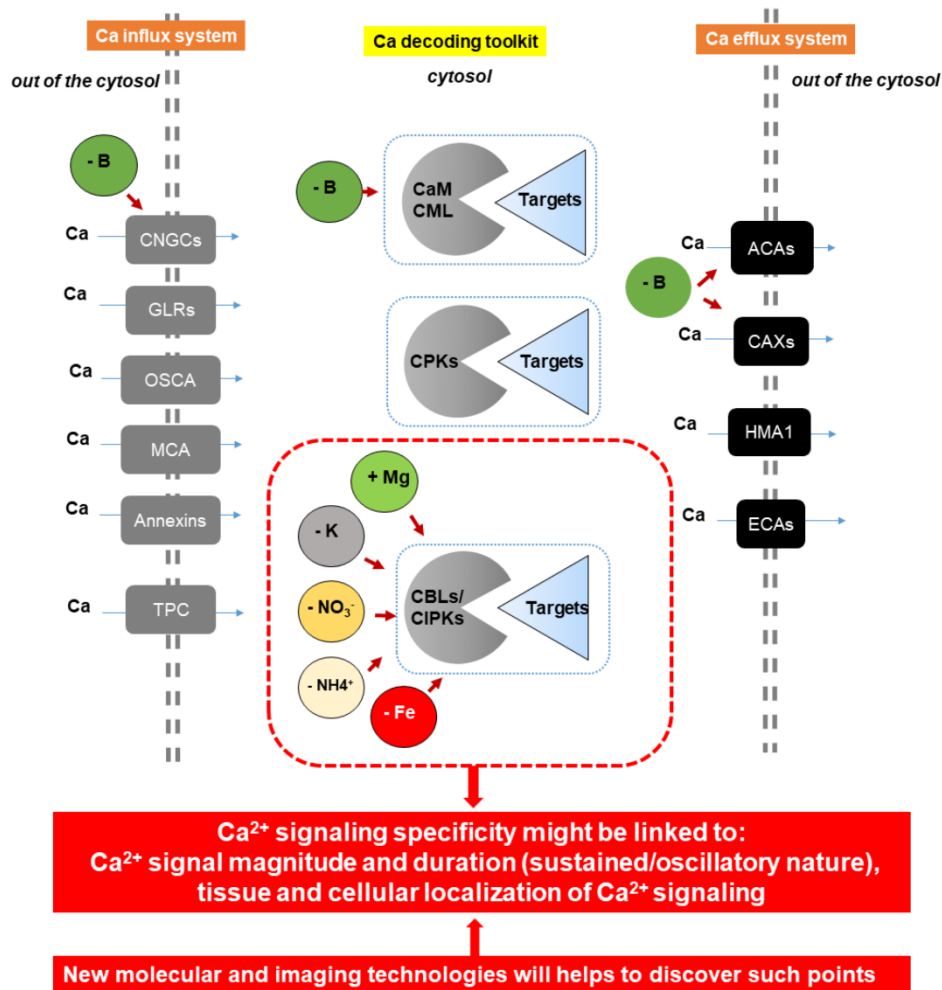 Ca influx system
Ca decoding toolkit
Ca efflux system
out of the cytosol
cytosol
out of the cytosol
- B
Ca
CNGCs
Ca
GLRs
Ca
OSCA
Ca
MCA
Ca
Annexins
Ca
TPC
- B
CaM
CML
Targets
CPKs
Targets
+ Mg
- K
- NO₃⁻
- NH4⁺
- Fe
CBLs/
CIPKs
Targets
Ca
ACAs
- B
Ca
CAXs
Ca
HMA1
Ca
ECAs
Ca²⁺ signaling specificity might be linked to:
Ca²⁺ signal magnitude and duration (sustained/oscillatory nature),
tissue and cellular localization of Ca²⁺ signaling
New molecular and imaging technologies will helps to discover such points